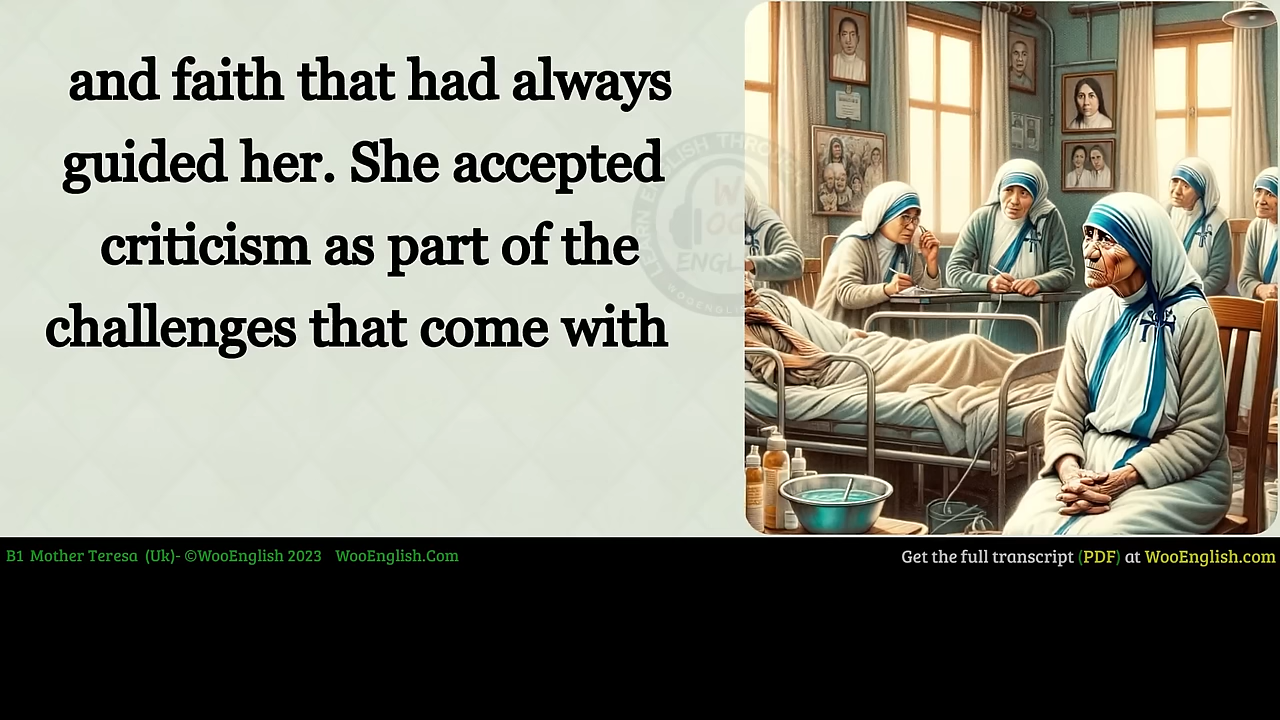 and faith that had always
guided her. She accepted
criticism as part of the
challenges that come with
B1 Mother Teresa (Uk)- ©WooEnglish 2023 WooEnglish.Com
Get the full transcript (PDF) at WooEnglish.com